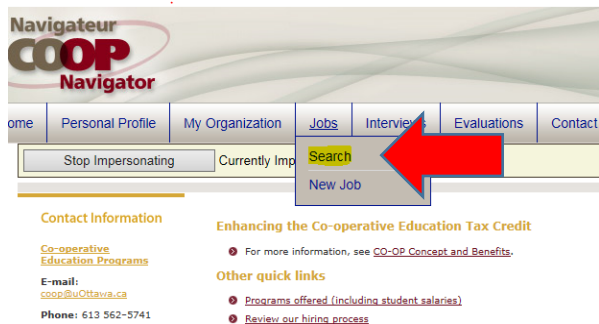 Navigateur
COOP
Navigator
ome Personal Profile My Organization Jobs Interviews Evaluations Contact
Stop Impersonating Currently Imp
Search
New Job
Contact Information
Co-operative
Education Programs
E-mail:
coop@uOttawa.ca
Phone: 613 562-5741
Enhancing the Co-operative Education Tax Credit
For more information, see CO-OP Concept and Benefits.
Other quick links
Programs offered (including student salaries)
Review our hiring process